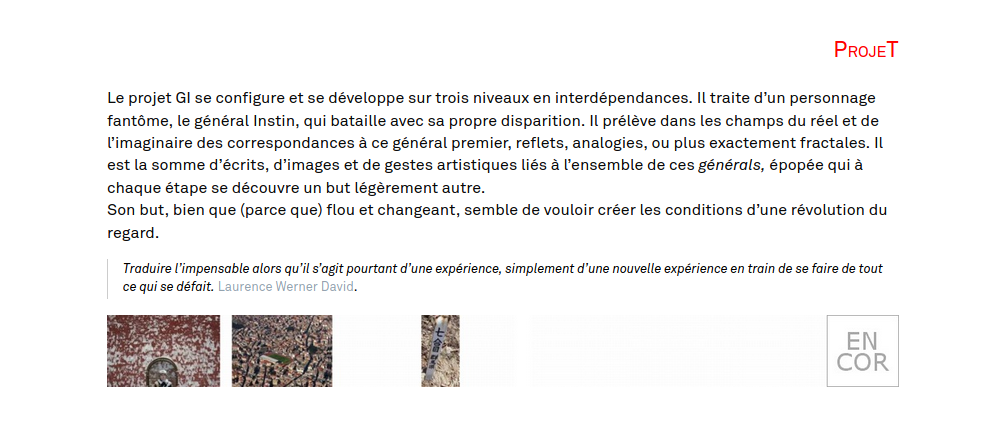 ProjeT
Le projet GI se configure et se développe sur trois niveaux en interdépendances. Il traite d’un personnage
fantôme, le général Instin, qui bataille avec sa propre disparition. Il prélève dans les champs du réel et de
l’imaginaire des correspondances à ce général premier, reflets, analogies, ou plus exactement fractales. Il
est la somme d’écrits, d’images et de gestes artistiques liés à l’ensemble de ces générals, épopée qui à
chaque étape se découvre un but légèrement autre.
Son but, bien que (parce que) flou et changeant, semble de vouloir créer les conditions d’une révolution du
regard.
Traduire l’impensable alors qu’il s’agit pourtant d’une expérience, simplement d’une nouvelle expérience en train de se faire de tout
ce qui se défait. Laurence Werner David.
EN
COR